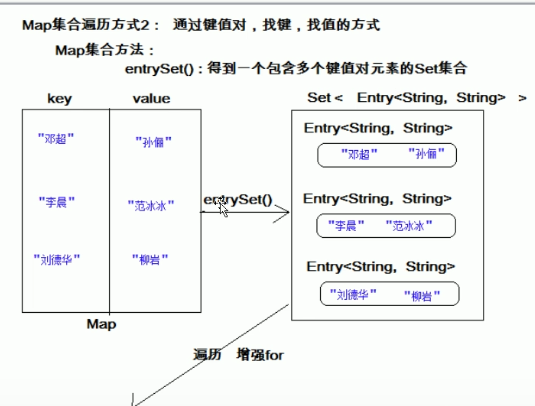 Map集合遍历方式2： 通过键值对，找键，找值的方式
Map集合方法：
entrySet()：得到一个包含多个键值对元素的Set集合
key value
"邓超" "孙俪"
"李晨" "范冰冰"
"刘德华" "柳岩"
Map
entrySet()
Set < Entry<String, String> >
Entry<String, String>
"邓超" "孙俪"
Entry<String, String>
"李晨" "范冰冰"
Entry<String, String>
"刘德华" "柳岩"
遍历 增强for